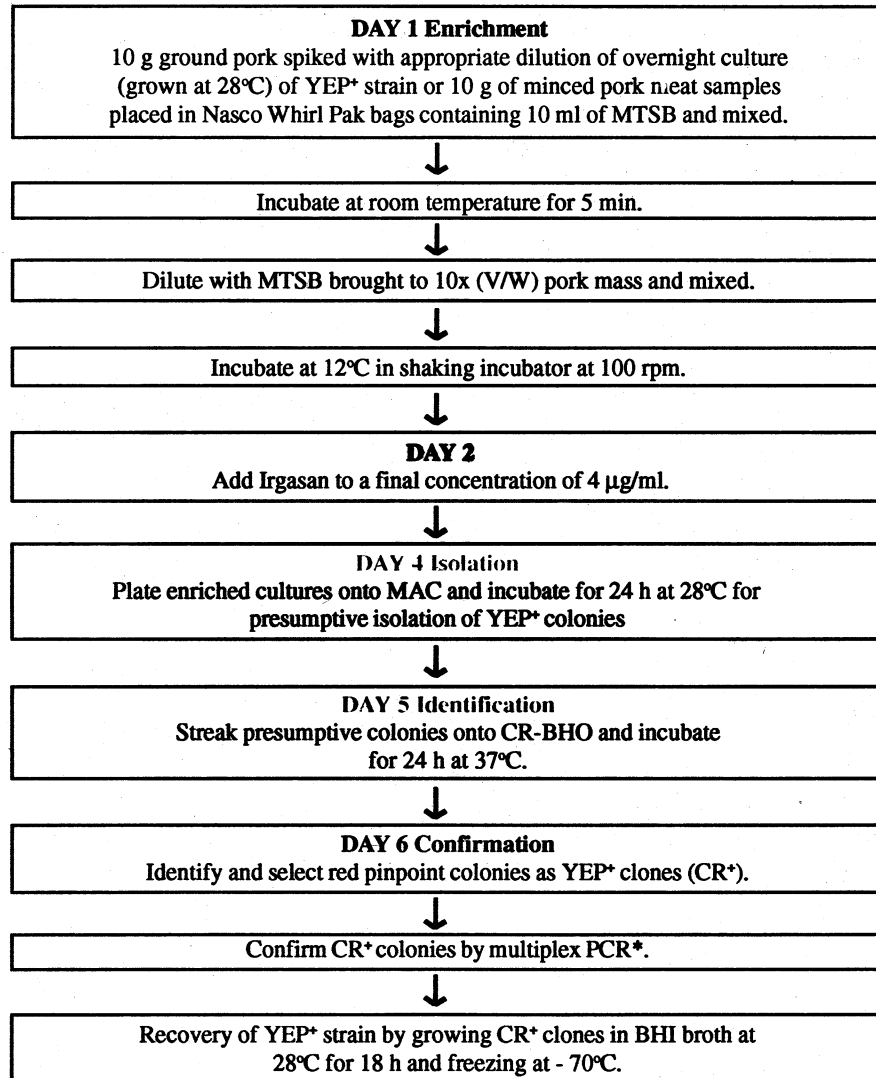 DAY 1 Enrichment
10 g ground pork spiked with appropriate dilution of overnight culture
(grown at 28°C) of YEP⁺ strain or 10 g of minced pork meat samples
placed in Nasco Whirl Pak bags containing 10 ml of MTSB and mixed.
Incubate at room temperature for 5 min.
Dilute with MTSB brought to 10x (V/W) pork mass and mixed.
Incubate at 12°C in shaking incubator at 100 rpm.
DAY 2
Add Irgasan to a final concentration of 4 µg/ml.
DAY 4 Isolation
Plate enriched cultures onto MAC and incubate for 24 h at 28°C for
presumptive isolation of YEP⁺ colonies
DAY 5 Identification
Streak presumptive colonies onto CR-BHO and incubate
for 24 h at 37°C.
DAY 6 Confirmation
Identify and select red pinpoint colonies as YEP⁺ clones (CR⁺).
Confirm CR⁺ colonies by multiplex PCR*.
Recovery of YEP⁺ strain by growing CR⁺ clones in BHI broth at
28°C for 18 h and freezing at - 70°C.